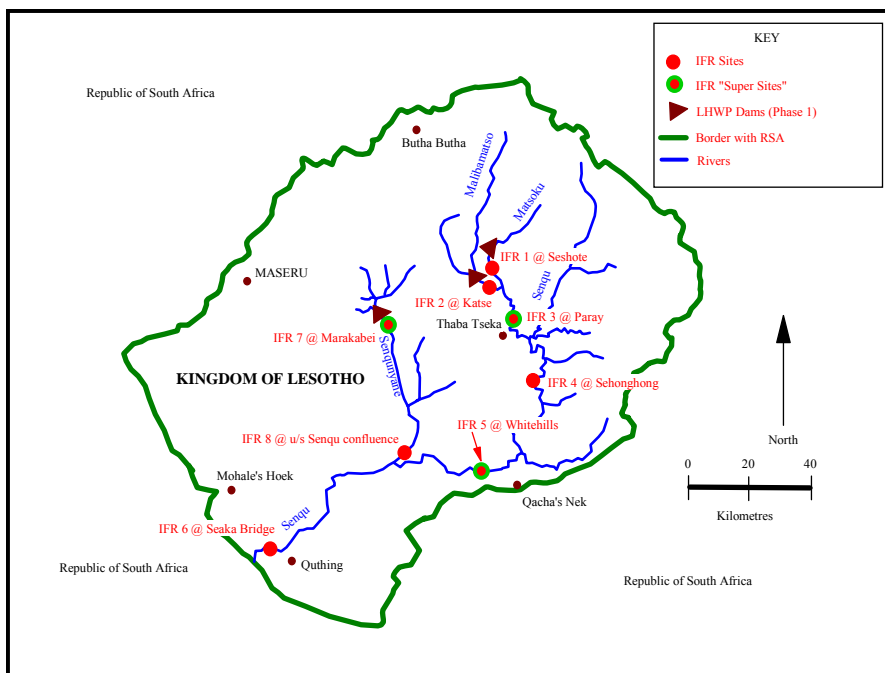 KEY
IFR Sites
IFR "Super Sites"
LHWP Dams (Phase 1)
Border with RSA
Rivers
Republic of South Africa
Butha Butha
Malibamatso
Matsoku
IFR 1 @ Seshote
MASERU
Senqu
IFR 2 @ Katse
IFR 3 @ Paray
Thaba Tseka
IFR 7 @ Marakabei
Senqunyane
KINGDOM OF LESOTHO
IFR 4 @ Sehonghong
IFR 5 @ Whitehills
IFR 8 @ u/s Senqu confluence
North
Mohale's Hoek
Qacha's Nek
0 20 40
Kilometres
Senqu
IFR 6 @ Seaka Bridge
Quthing
Republic of South Africa
Republic of South Africa